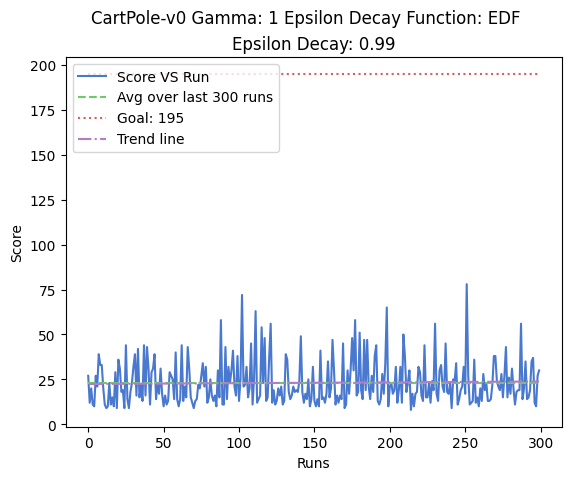 CartPole-v0 Gamma: 1 Epsilon Decay Function: EDF
Epsilon Decay: 0.99
200
175
150
125
100
75
50
25
0
Score
Score VS Run
Avg over last 300 runs
Goal: 195
Trend line
0
50
100
150
200
250
300
Runs